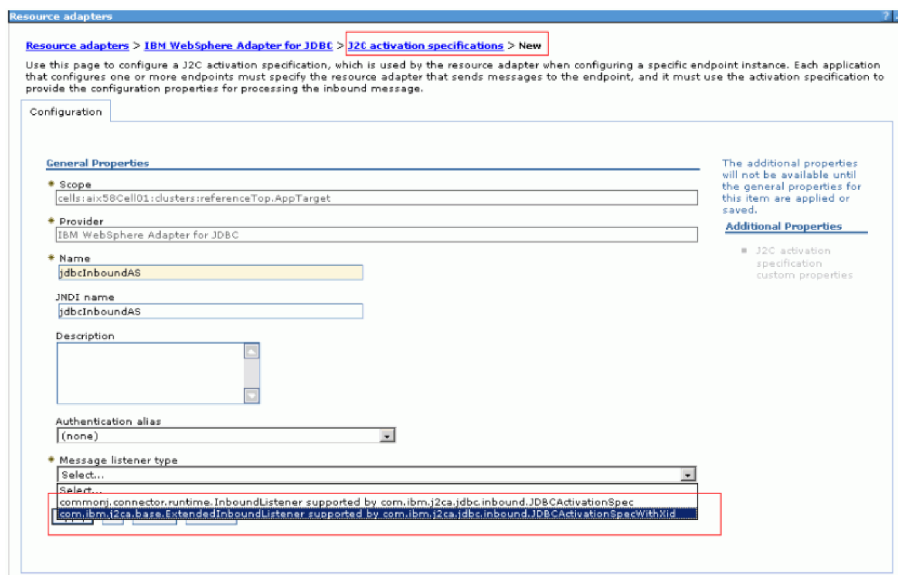 Resource adapters ?
Resource adapters > IBM WebSphere Adapter for JDBC > J2C activation specifications > New
Use this page to configure a J2C activation specification, which is used by the resource adapter when configuring a specific endpoint instance. Each application
that configures one or more endpoints must specify the resource adapter that sends messages to the endpoint, and it must use the activation specification to
provide the configuration properties for processing the inbound message.
Configuration
General Properties
* Scope
cells:aix58Cell01:clusters:referenceTop.AppTarget
* Provider
IBM WebSphere Adapter for JDBC
* Name
jdbcInboundAS
JNDI name
jdbcInboundAS
Description
Authentication alias
(none)
* Message listener type
Select...
Select...
commonj.connector.runtime.InboundListener supported by com.ibm.j2ca.jdbc.inbound.JDBCActivationSpec
com.ibm.j2ca.base.ExtendedInboundListener supported by com.ibm.j2ca.jdbc.inbound.JDBCActivationSpecWithXid
The additional properties
will not be available until
the general properties for
this item are applied or
saved.
Additional Properties
J2C activation
specification
custom properties